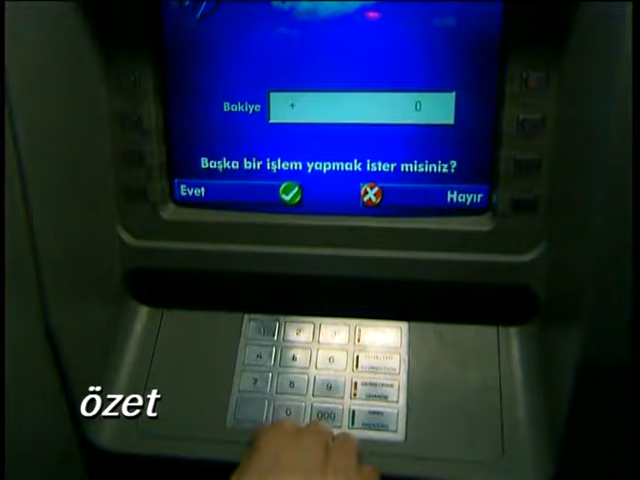 Bakiye + 0
Başka bir işlem yapmak ister misiniz?
Evet Hayır
1 2 3
4 5 6
7 8 9
0 000
özet